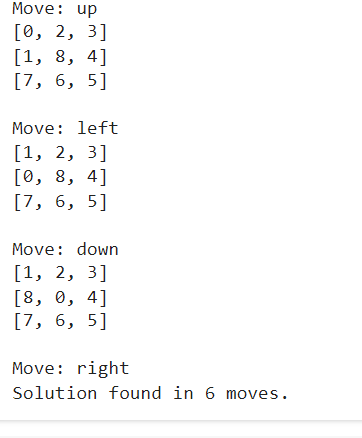 Move: up
[0, 2, 3]
[1, 8, 4]
[7, 6, 5]
Move: left
[1, 2, 3]
[0, 8, 4]
[7, 6, 5]
Move: down
[1, 2, 3]
[8, 0, 4]
[7, 6, 5]
Move: right
Solution found in 6 moves.